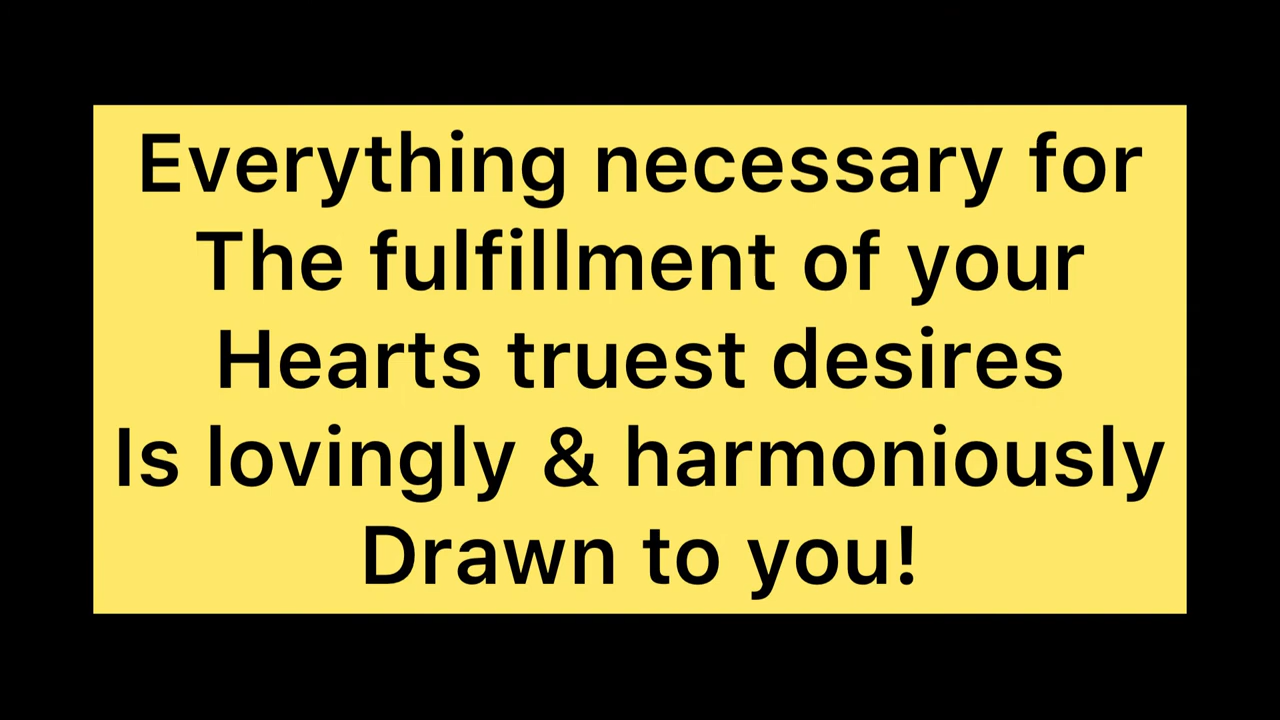 Everything necessary for
The fulfillment of your
Hearts truest desires
Is lovingly & harmoniously
Drawn to you!